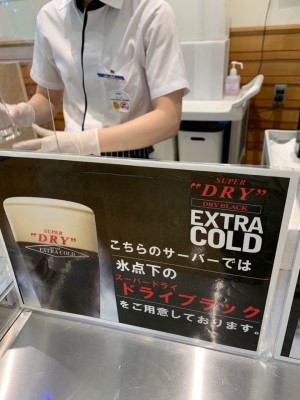 SUPER
"DRY"
DRY BLACK
EXTRA
COLD
SUPER
"DRY"
EXTRA COLD
こちらのサーバーでは
氷点下の
スーパードライ
ドライブラック
をご用意しております。